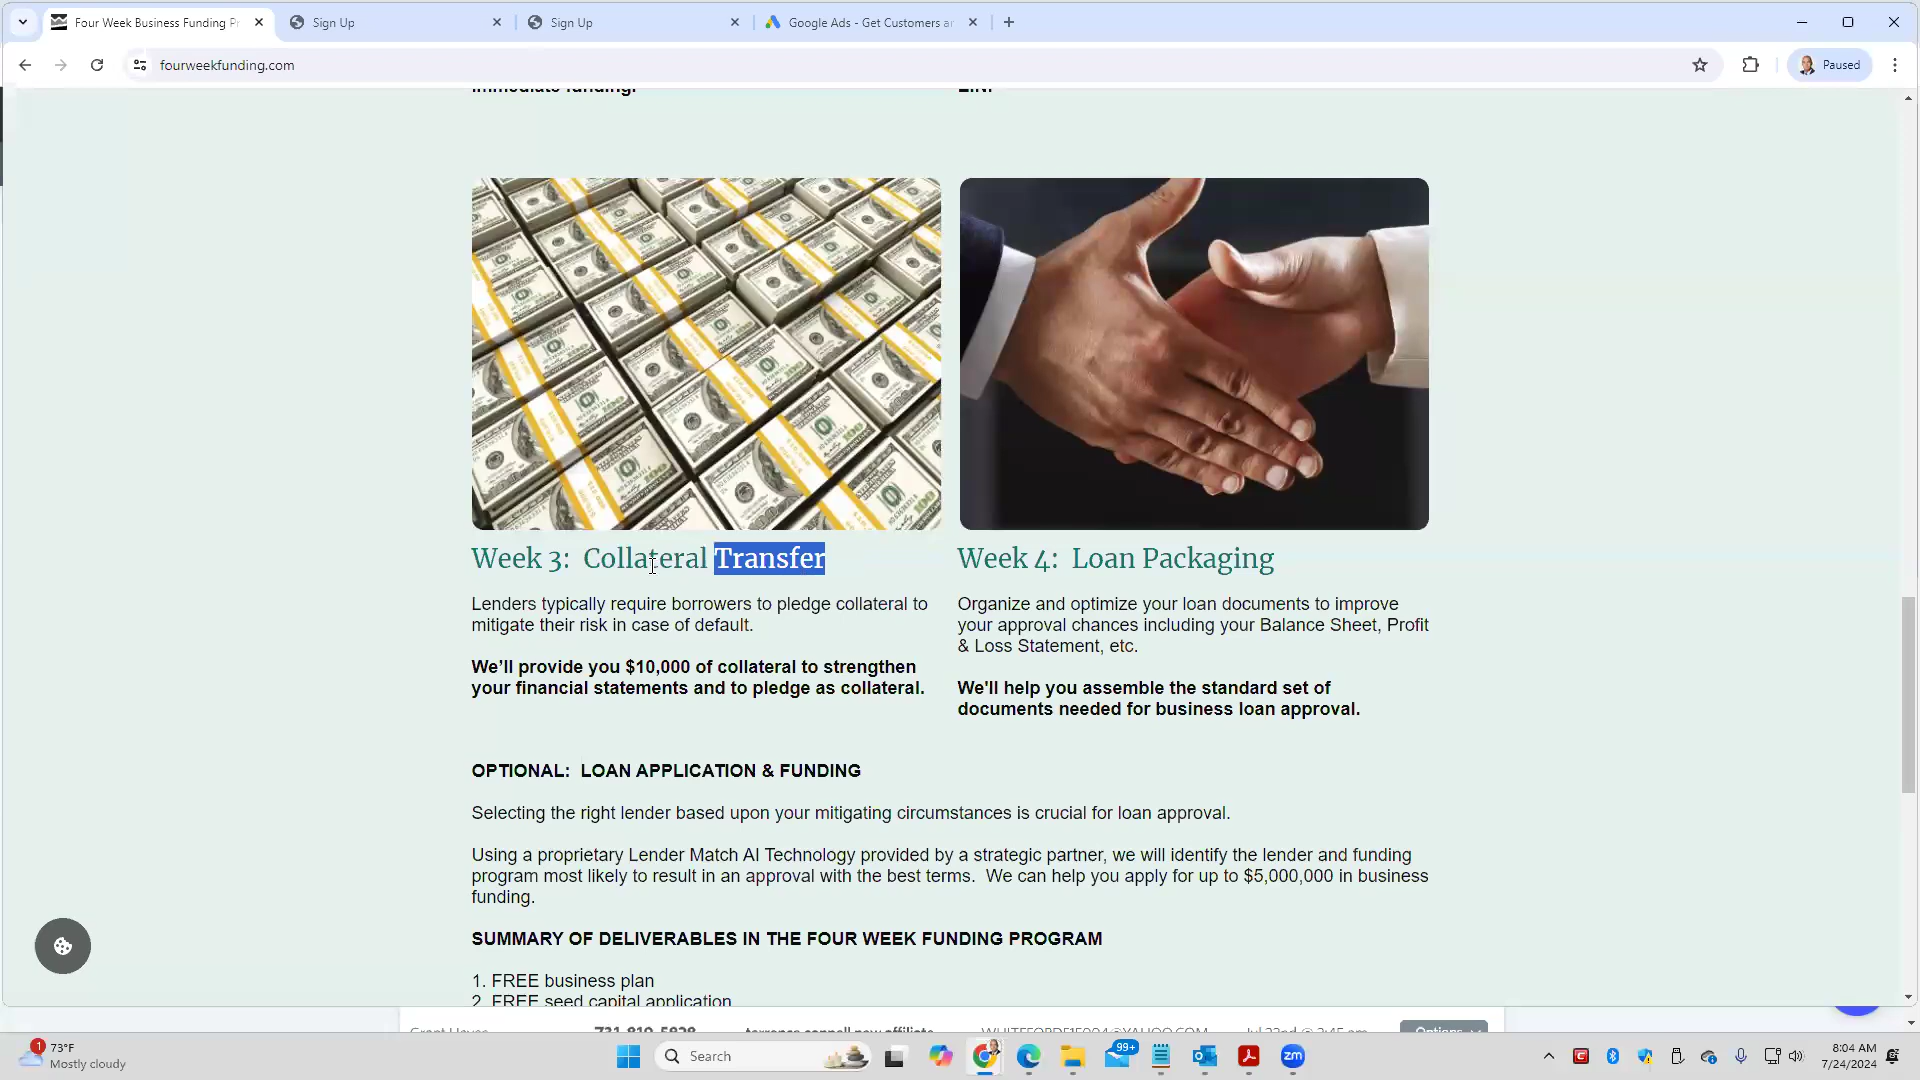 Four Week Business Funding Pr
Sign Up
Sign Up
Google Ads - Get Customers an
fourweekfunding.com
Paused
immediate funding.
EIN.
Week 3:  Collateral Transfer
Lenders typically require borrowers to pledge collateral to
mitigate their risk in case of default.
We’ll provide you $10,000 of collateral to strengthen
your financial statements and to pledge as collateral.
Week 4:  Loan Packaging
Organize and optimize your loan documents to improve
your approval chances including your Balance Sheet, Profit
& Loss Statement, etc.
We'll help you assemble the standard set of
documents needed for business loan approval.
OPTIONAL:  LOAN APPLICATION & FUNDING
Selecting the right lender based upon your mitigating circumstances is crucial for loan approval.
Using a proprietary Lender Match AI Technology provided by a strategic partner, we will identify the lender and funding
program most likely to result in an approval with the best terms.  We can help you apply for up to $5,000,000 in business
funding.
SUMMARY OF DELIVERABLES IN THE FOUR WEEK FUNDING PROGRAM
1. FREE business plan
2. FREE seed capital application
Options
1
73°F
Mostly cloudy
Search
99+
zm
8:04 AM
7/24/2024